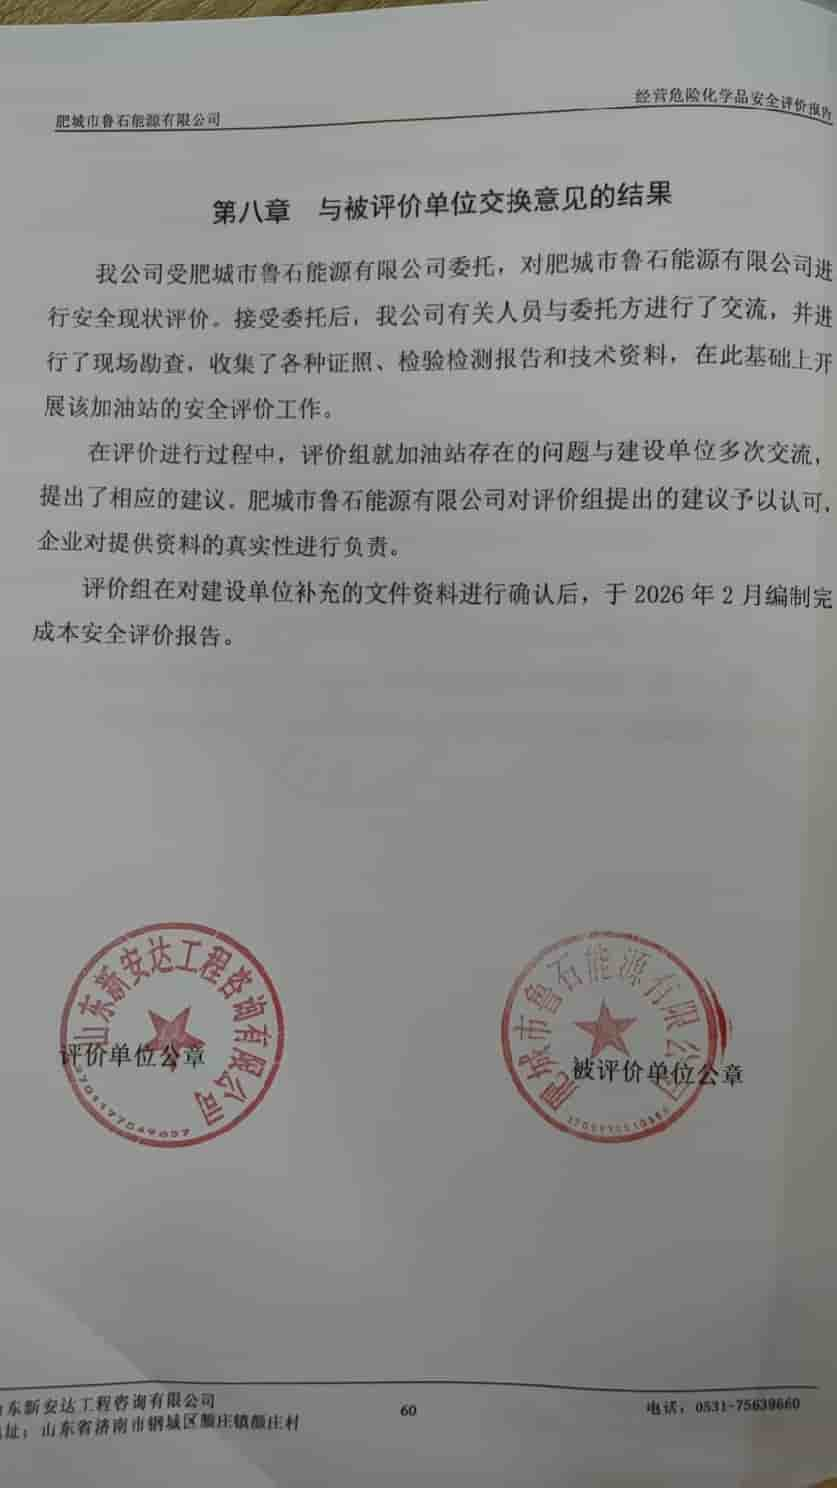 肥城市鲁石能源有限公司
经营危险化学品安全评价报告
第八章 与被评价单位交换意见的结果
我公司受肥城市鲁石能源有限公司委托，对肥城市鲁石能源有限公司进
行安全现状评价。接受委托后，我公司有关人员与委托方进行了交流，并进
行了现场勘查，收集了各种证照、检验检测报告和技术资料，在此基础上开
展该加油站的安全评价工作。
在评价进行过程中，评价组就加油站存在的问题与建设单位多次交流，
提出了相应的建议。肥城市鲁石能源有限公司对评价组提出的建议予以认可，
企业对提供资料的真实性进行负责。
评价组在对建设单位补充的文件资料进行确认后，于 2026 年 2 月编制完
成本安全评价报告。
山东新安达工程咨询有限公司
评价单位公章
3701177049037
肥城市鲁石能源有限公司
被评价单位公章
山东新安达工程咨询有限公司
地址：山东省济南市钢城区颜庄镇颜庄村
60
电话：0531-75639660